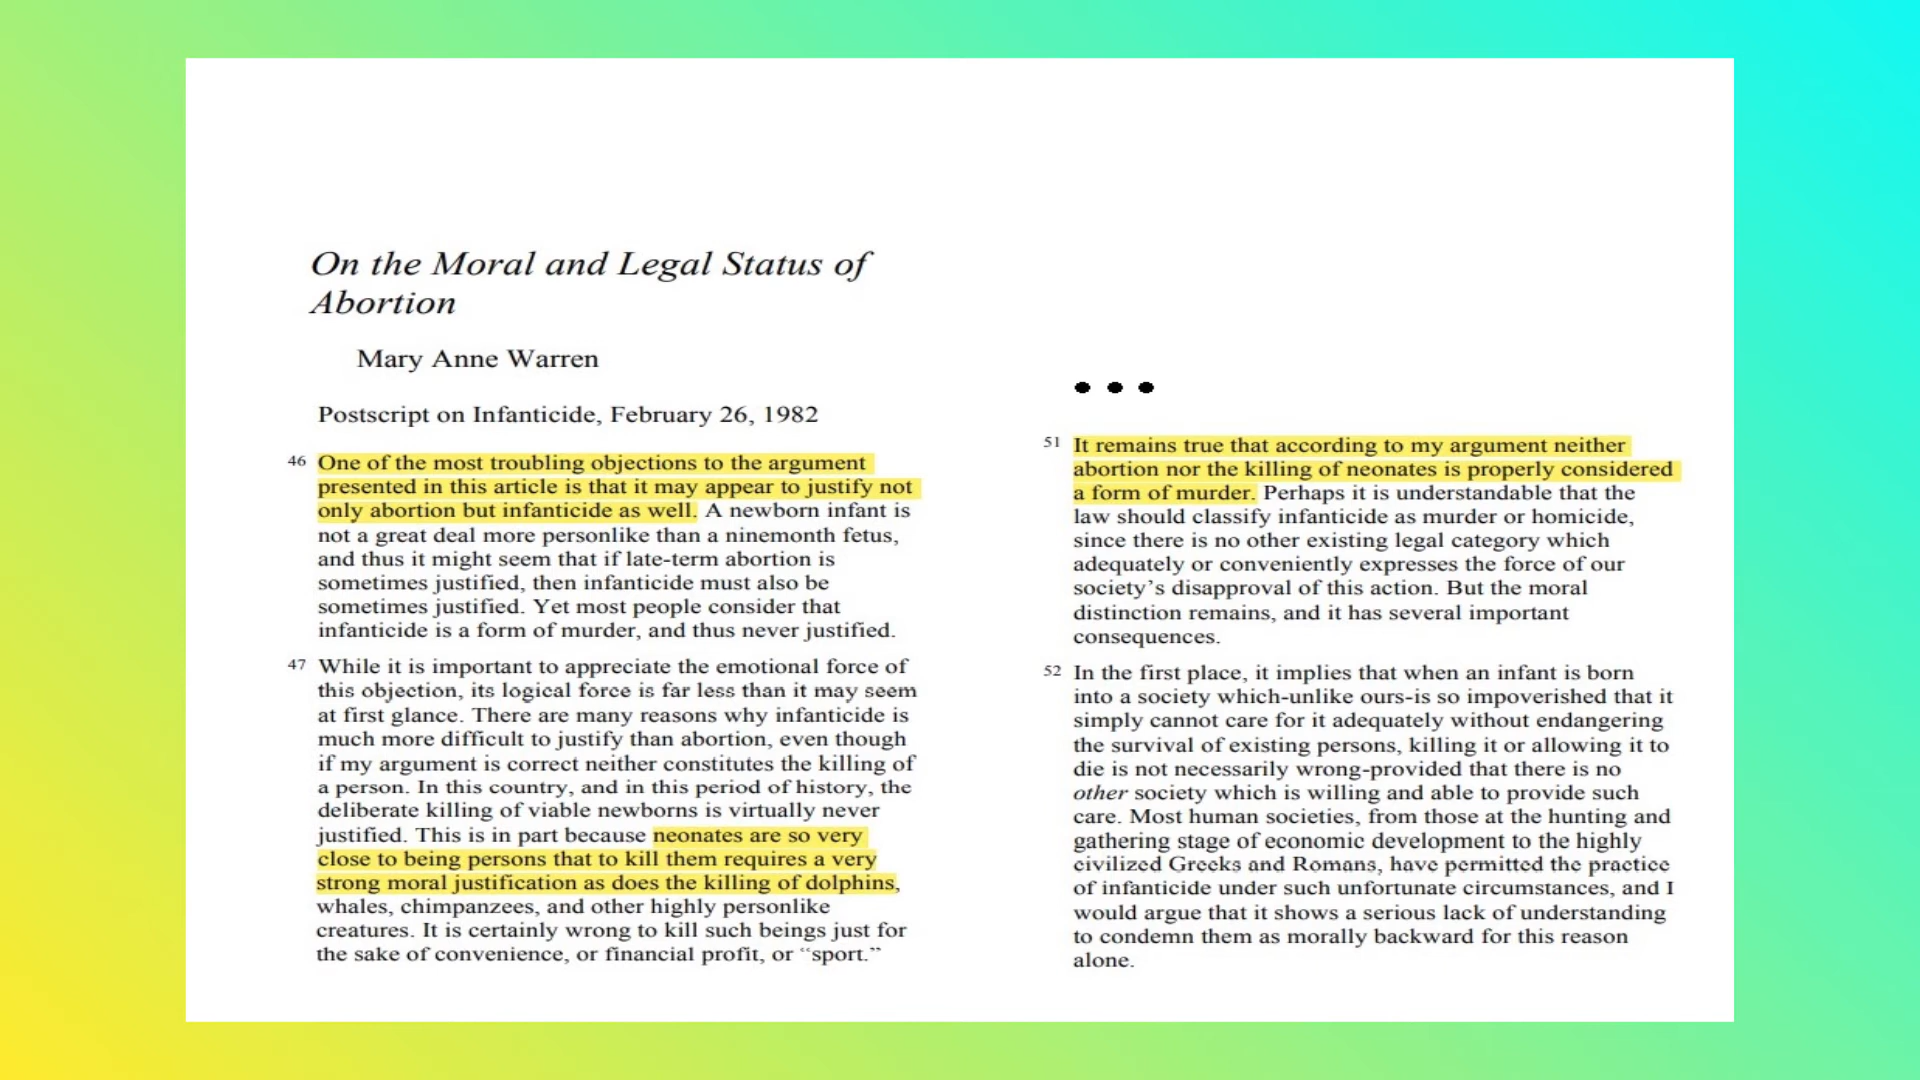 On the Moral and Legal Status of
Abortion
Mary Anne Warren
Postscript on Infanticide, February 26, 1982
46 One of the most troubling objections to the argument
presented in this article is that it may appear to justify not
only abortion but infanticide as well. A newborn infant is
not a great deal more personlike than a ninemonth fetus,
and thus it might seem that if late-term abortion is
sometimes justified, then infanticide must also be
sometimes justified. Yet most people consider that
infanticide is a form of murder, and thus never justified.
47 While it is important to appreciate the emotional force of
this objection, its logical force is far less than it may seem
at first glance. There are many reasons why infanticide is
much more difficult to justify than abortion, even though
if my argument is correct neither constitutes the killing of
a person. In this country, and in this period of history, the
deliberate killing of viable newborns is virtually never
justified. This is in part because neonates are so very
close to being persons that to kill them requires a very
strong moral justification as does the killing of dolphins,
whales, chimpanzees, and other highly personlike
creatures. It is certainly wrong to kill such beings just for
the sake of convenience, or financial profit, or “sport.”
• • •
51 It remains true that according to my argument neither
abortion nor the killing of neonates is properly considered
a form of murder. Perhaps it is understandable that the
law should classify infanticide as murder or homicide,
since there is no other existing legal category which
adequately or conveniently expresses the force of our
society’s disapproval of this action. But the moral
distinction remains, and it has several important
consequences.
52 In the first place, it implies that when an infant is born
into a society which-unlike ours-is so impoverished that it
simply cannot care for it adequately without endangering
the survival of existing persons, killing it or allowing it to
die is not necessarily wrong-provided that there is no
other society which is willing and able to provide such
care. Most human societies, from those at the hunting and
gathering stage of economic development to the highly
civilized Greeks and Romans, have permitted the practice
of infanticide under such unfortunate circumstances, and I
would argue that it shows a serious lack of understanding
to condemn them as morally backward for this reason
alone.